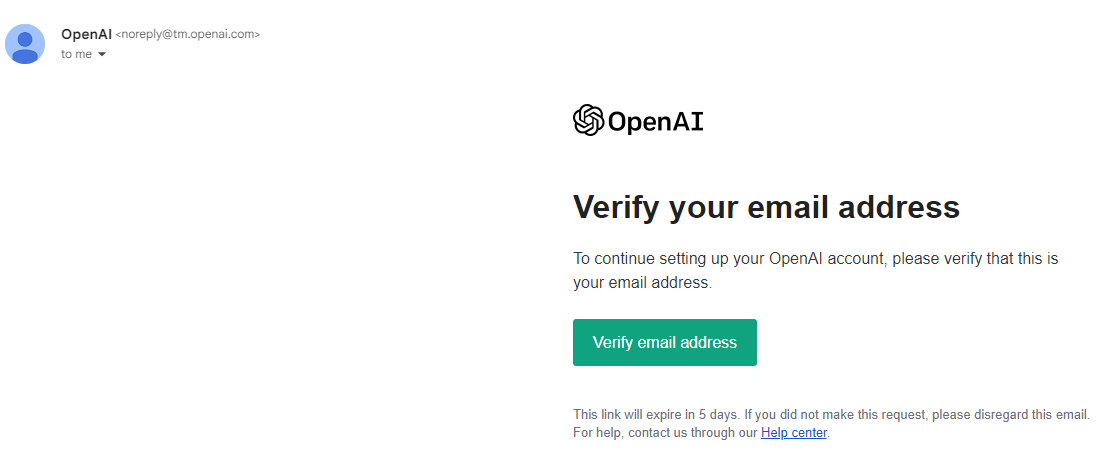 OpenAI <noreply@tm.openai.com>
to me
OpenAI
Verify your email address
To continue setting up your OpenAI account, please verify that this is
your email address.
Verify email address
This link will expire in 5 days. If you did not make this request, please disregard this email.
For help, contact us through our Help center.